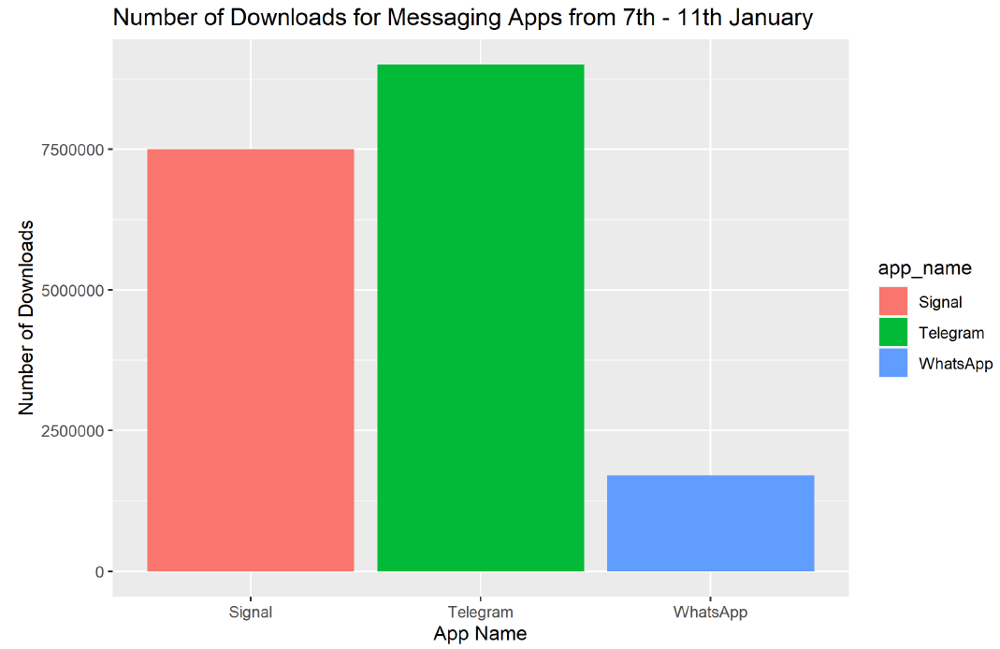 Number of Downloads for Messaging Apps from 7th - 11th January
Number of Downloads
7500000
5000000
2500000
0
Signal Telegram WhatsApp
App Name
app_name
Signal
Telegram
WhatsApp